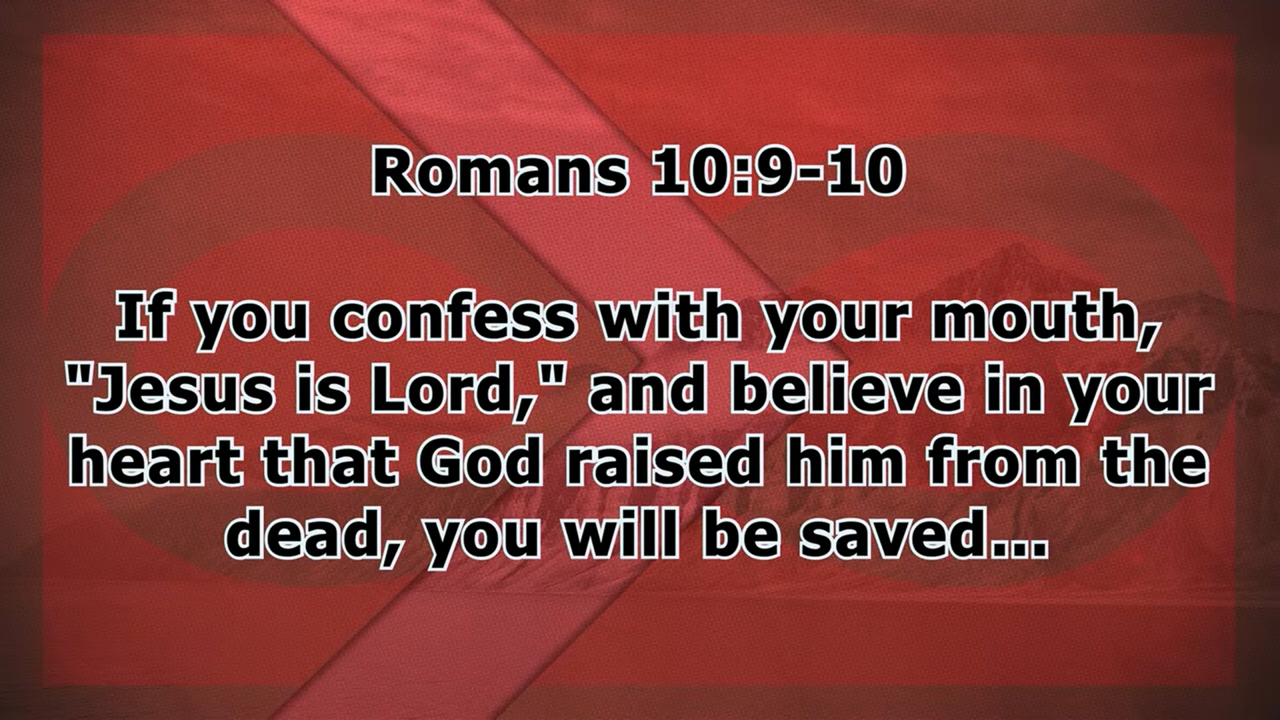 Romans 10:9-10
If you confess with your mouth,
"Jesus is Lord," and believe in your
heart that God raised him from the
dead, you will be saved...